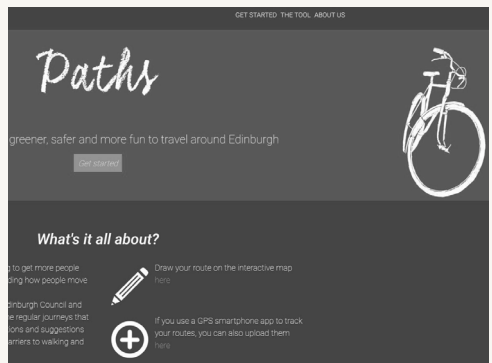 GET STARTED THE TOOL ABOUT US
Paths
greener, safer and more fun to travel around Edinburgh
Get started
What's it all about?
g to get more people
ding how people move
dinburgh Council and
e regular journeys that
ions and suggestions
arriers to walking and
Draw your route on the interactive map
here
If you use a GPS smartphone app to track
your routes, you can also upload them
here